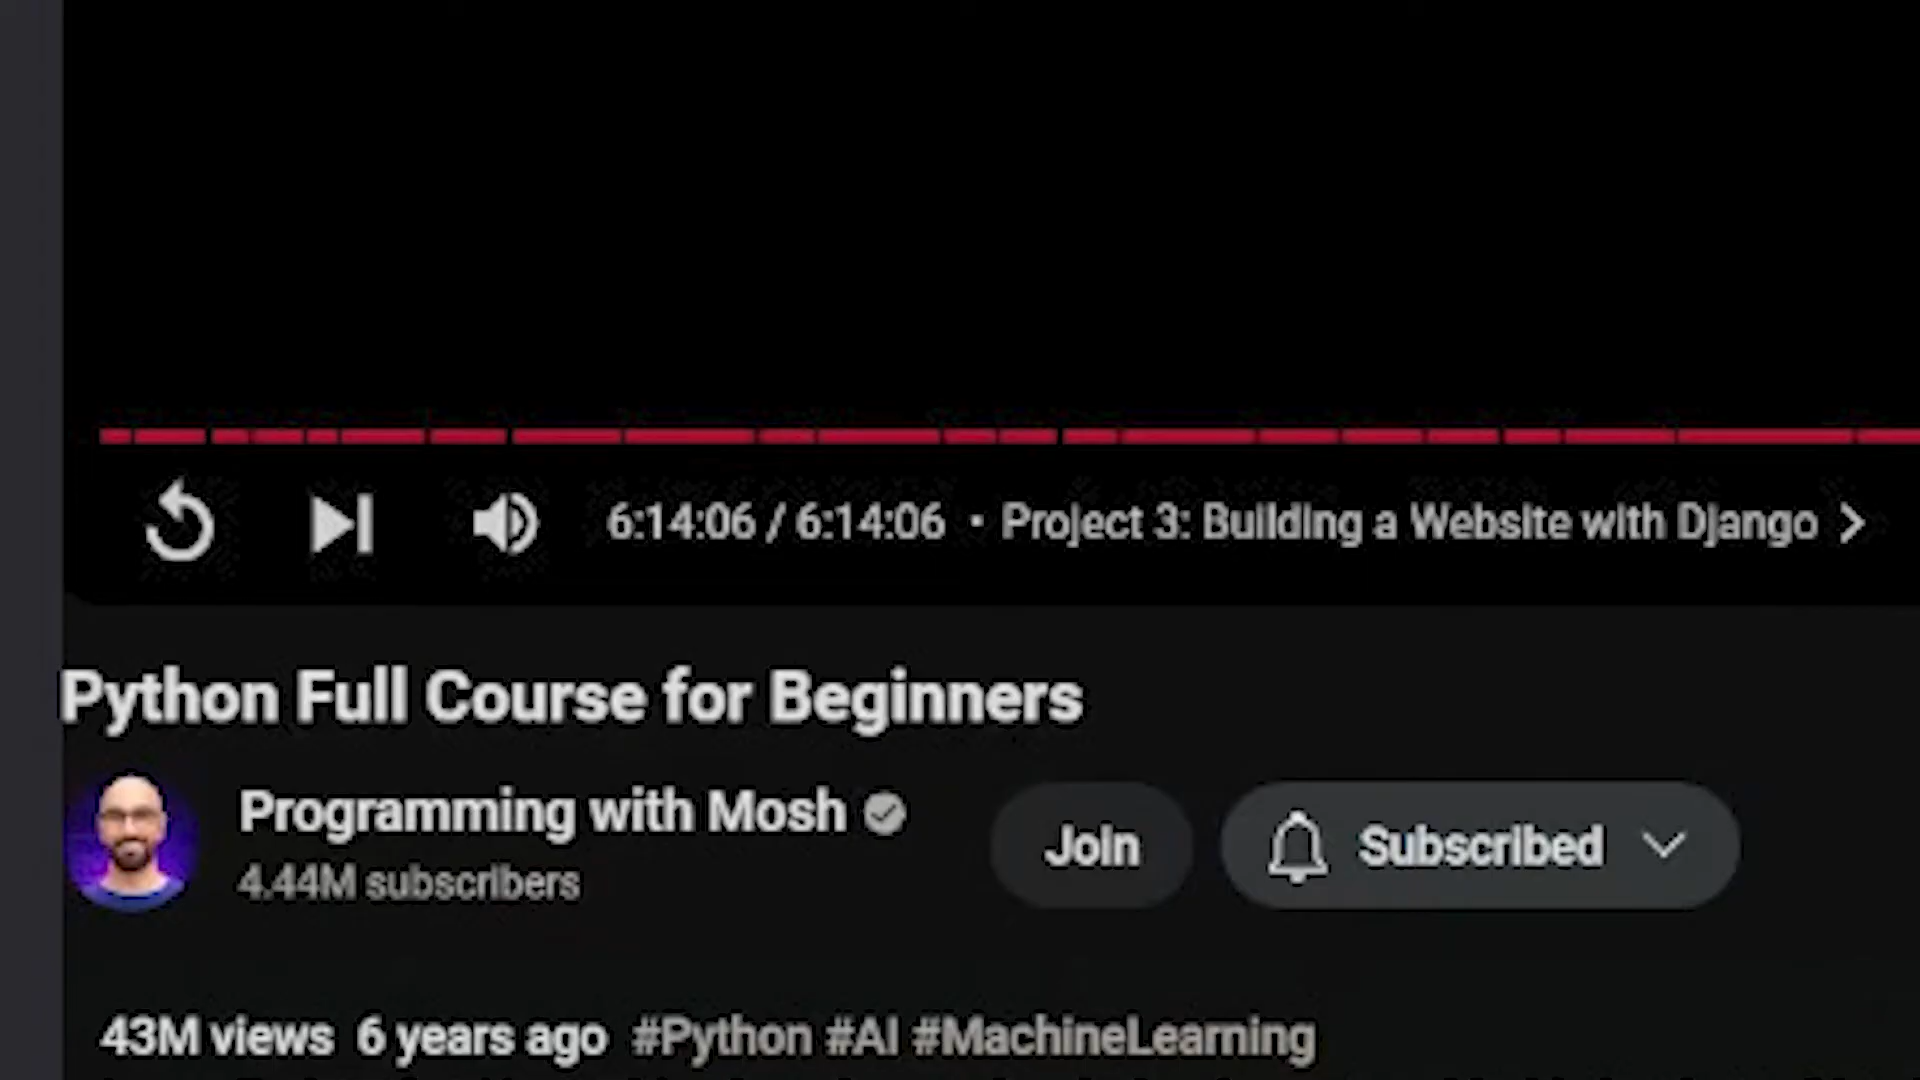 6:14:06 / 6:14:06 • Project 3: Building a Website with Django
Python Full Course for Beginners
Programming with Mosh
4.44M subscribers
Join
Subscribed
43M views 6 years ago #Python #AI #MachineLearning